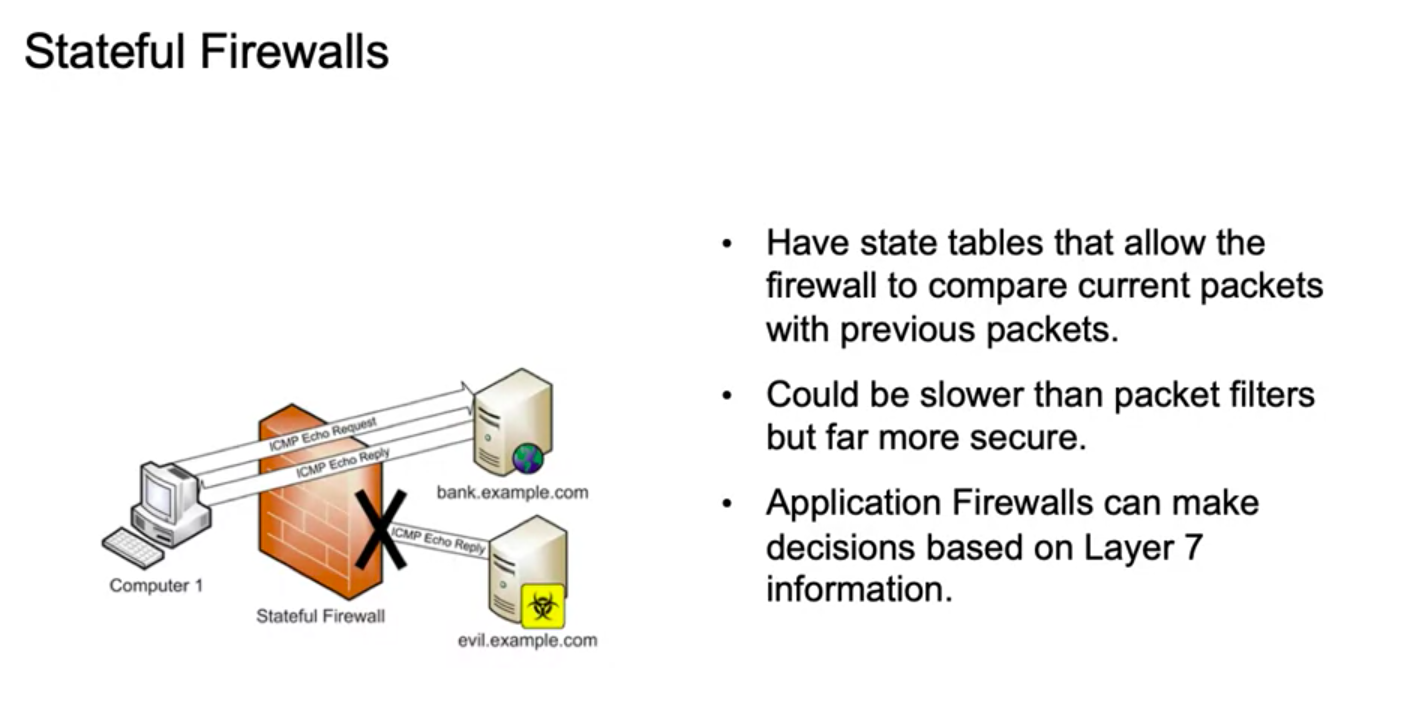 Stateful Firewalls
• Have state tables that allow the
firewall to compare current packets
with previous packets.
• Could be slower than packet filters
but far more secure.
• Application Firewalls can make
decisions based on Layer 7
information.
ICMP Echo Request
ICMP Echo Reply
bank.example.com
ICMP Echo Reply
Computer 1
Stateful Firewall
evil.example.com